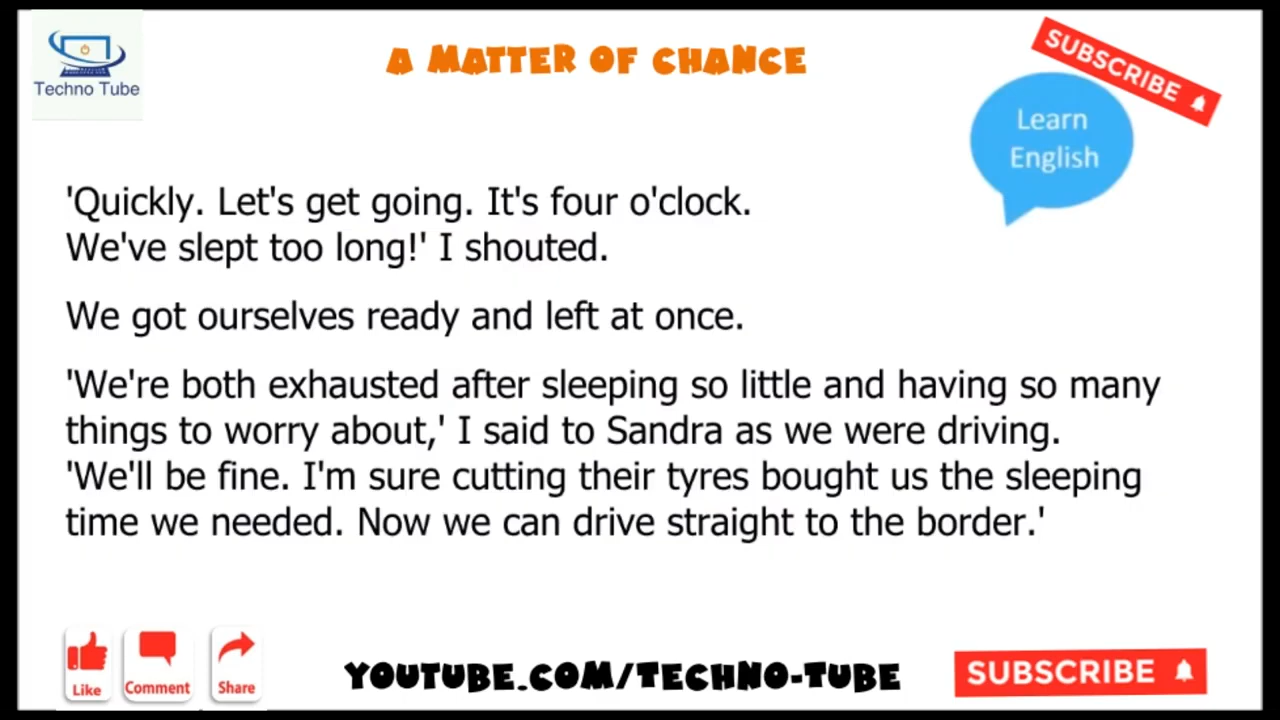 Techno Tube
A MATTER OF CHANCE
SUBSCRIBE
Learn
English
'Quickly. Let's get going. It's four o'clock.
We've slept too long!' I shouted.
We got ourselves ready and left at once.
'We're both exhausted after sleeping so little and having so many
things to worry about,' I said to Sandra as we were driving.
'We'll be fine. I'm sure cutting their tyres bought us the sleeping
time we needed. Now we can drive straight to the border.'
Like
Comment
Share
YOUTUBE.COM/TECHNO-TUBE
SUBSCRIBE